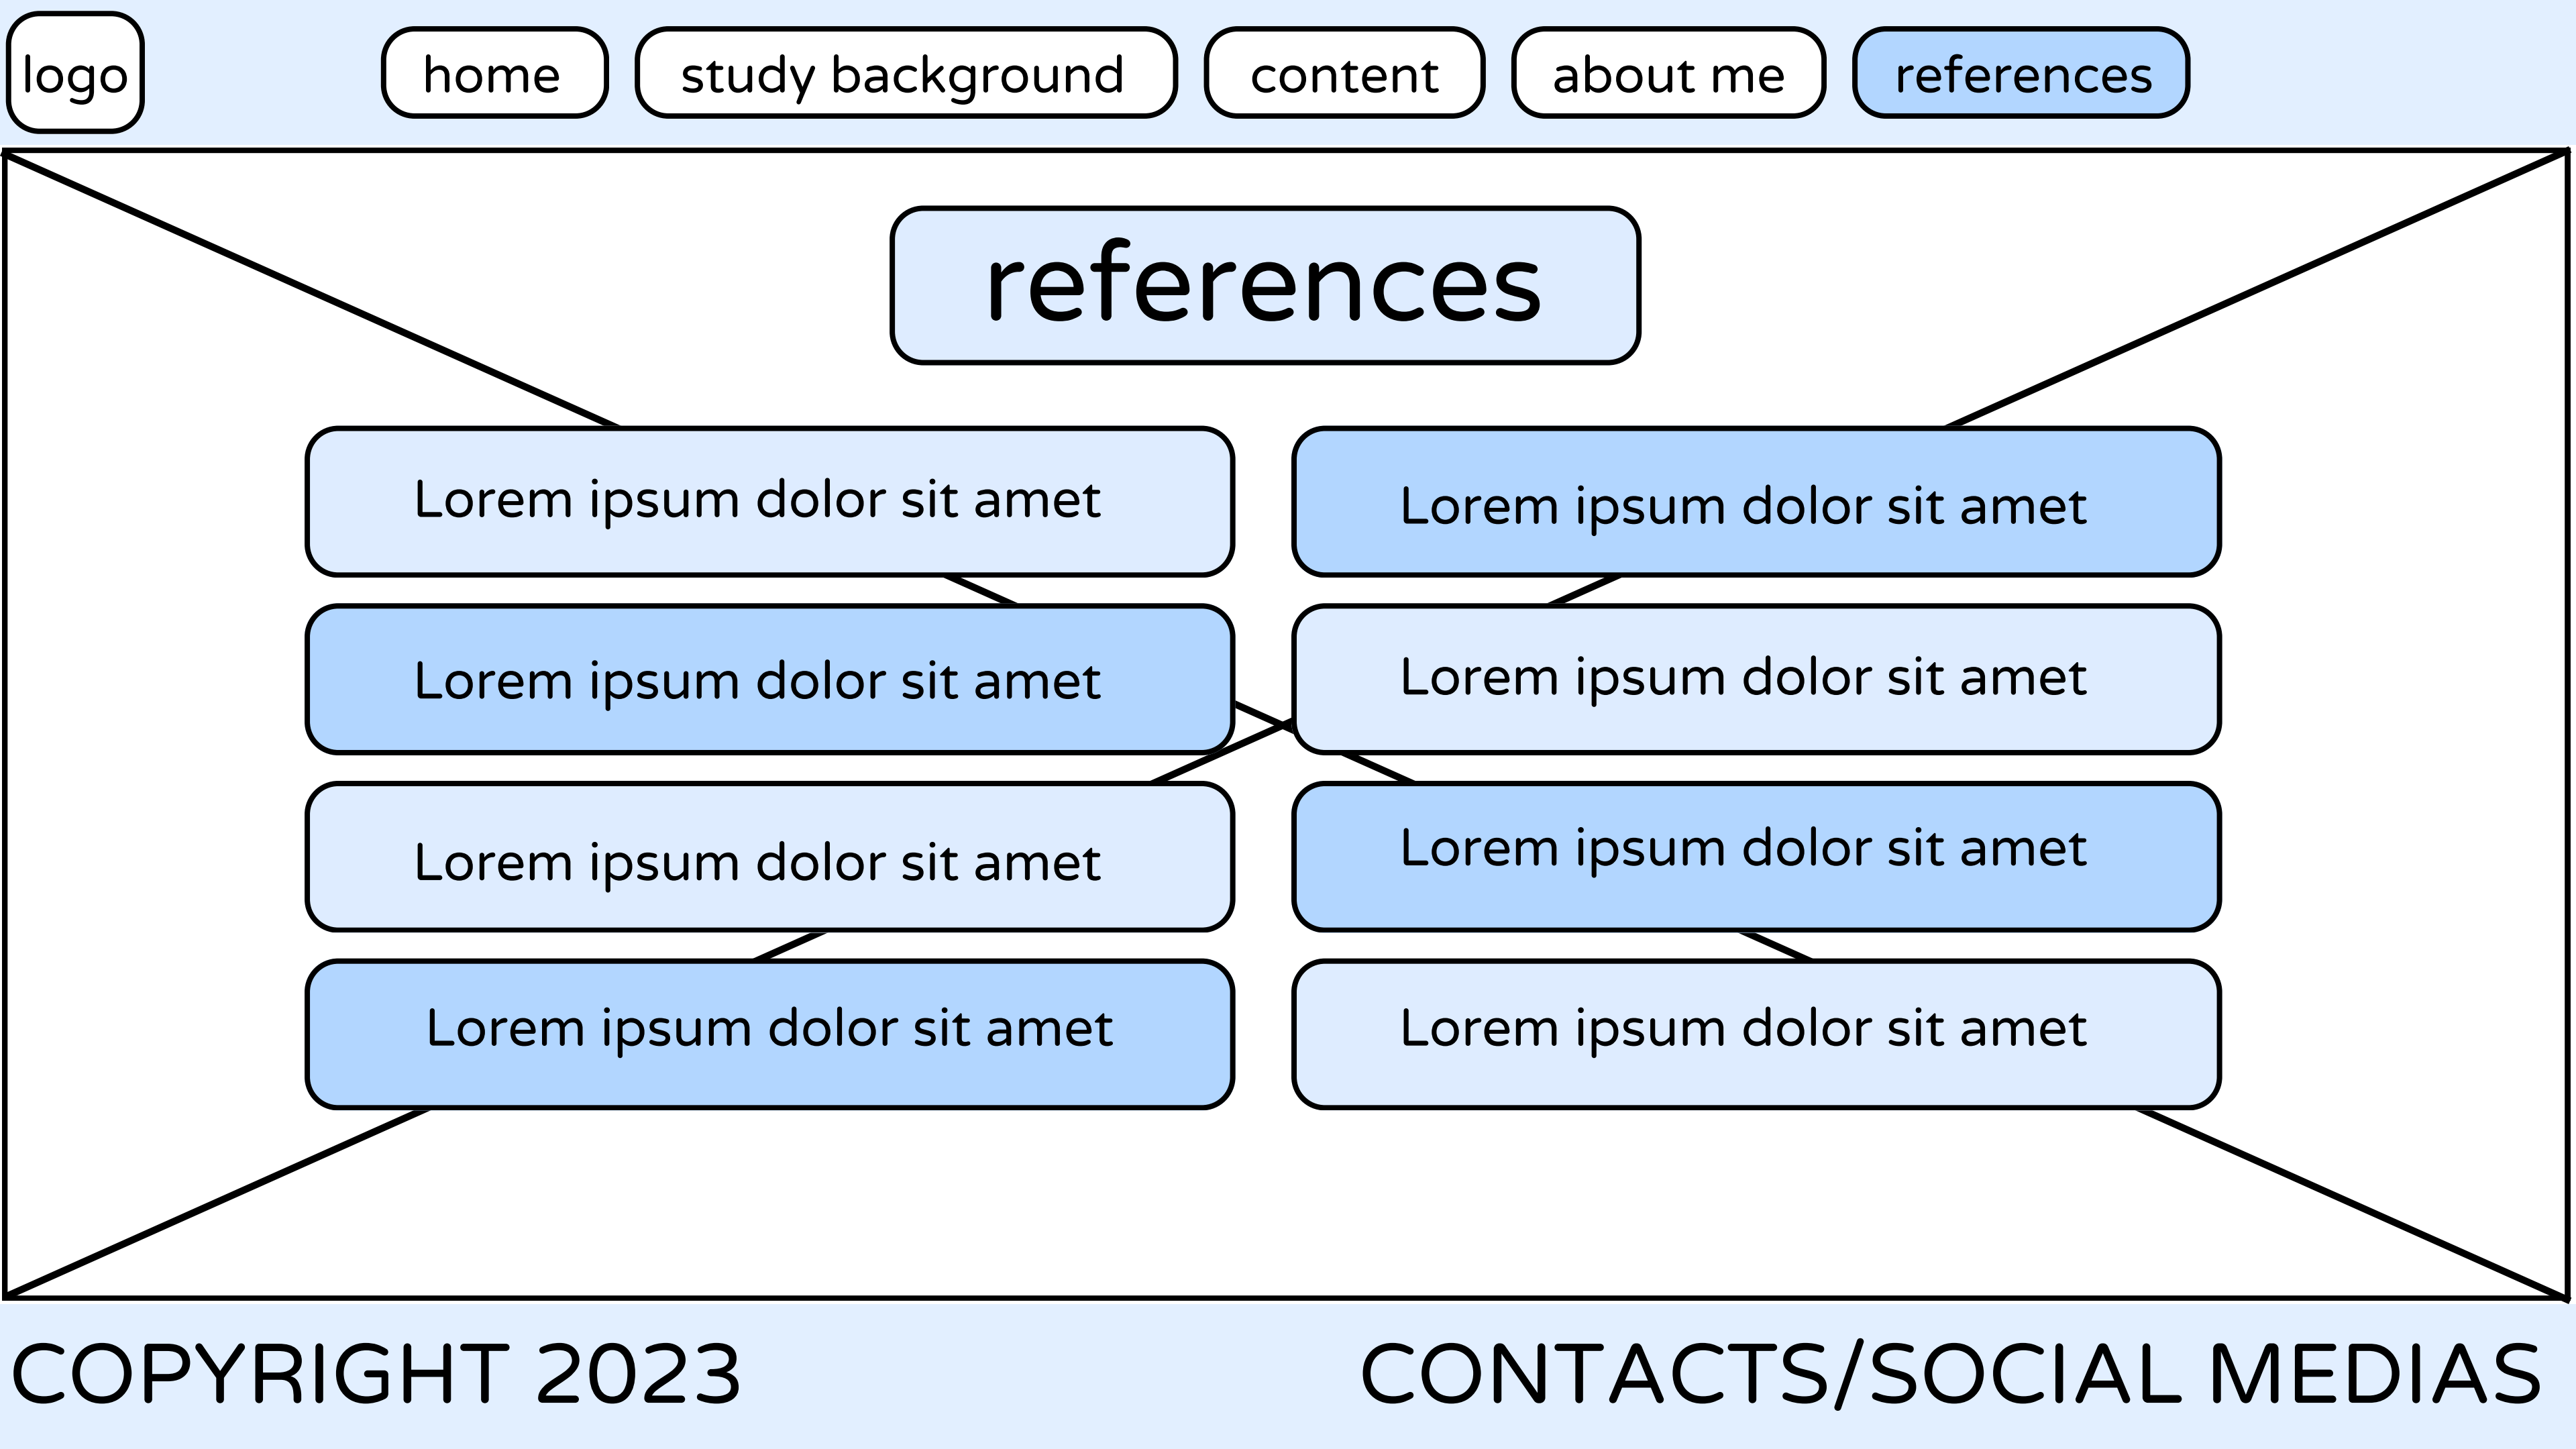 logo
home
study background
content
about me
references
references
Lorem ipsum dolor sit amet
Lorem ipsum dolor sit amet
Lorem ipsum dolor sit amet
Lorem ipsum dolor sit amet
Lorem ipsum dolor sit amet
Lorem ipsum dolor sit amet
Lorem ipsum dolor sit amet
Lorem ipsum dolor sit amet
COPYRIGHT 2023
CONTACTS/SOCIAL MEDIAS